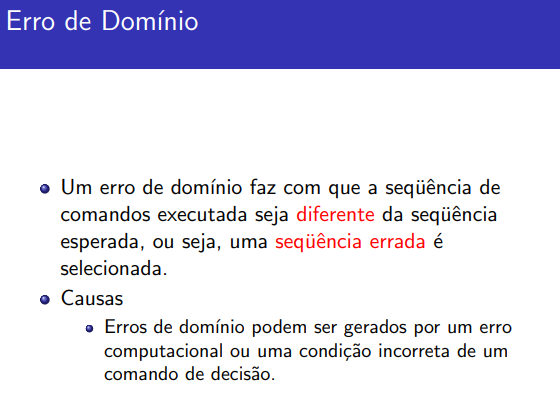 Erro de Domínio
Um erro de domínio faz com que a seqüência de
comandos executada seja diferente da seqüência
esperada, ou seja, uma seqüência errada é
selecionada.
Causas
Erros de domínio podem ser gerados por um erro
computacional ou uma condição incorreta de um
comando de decisão.